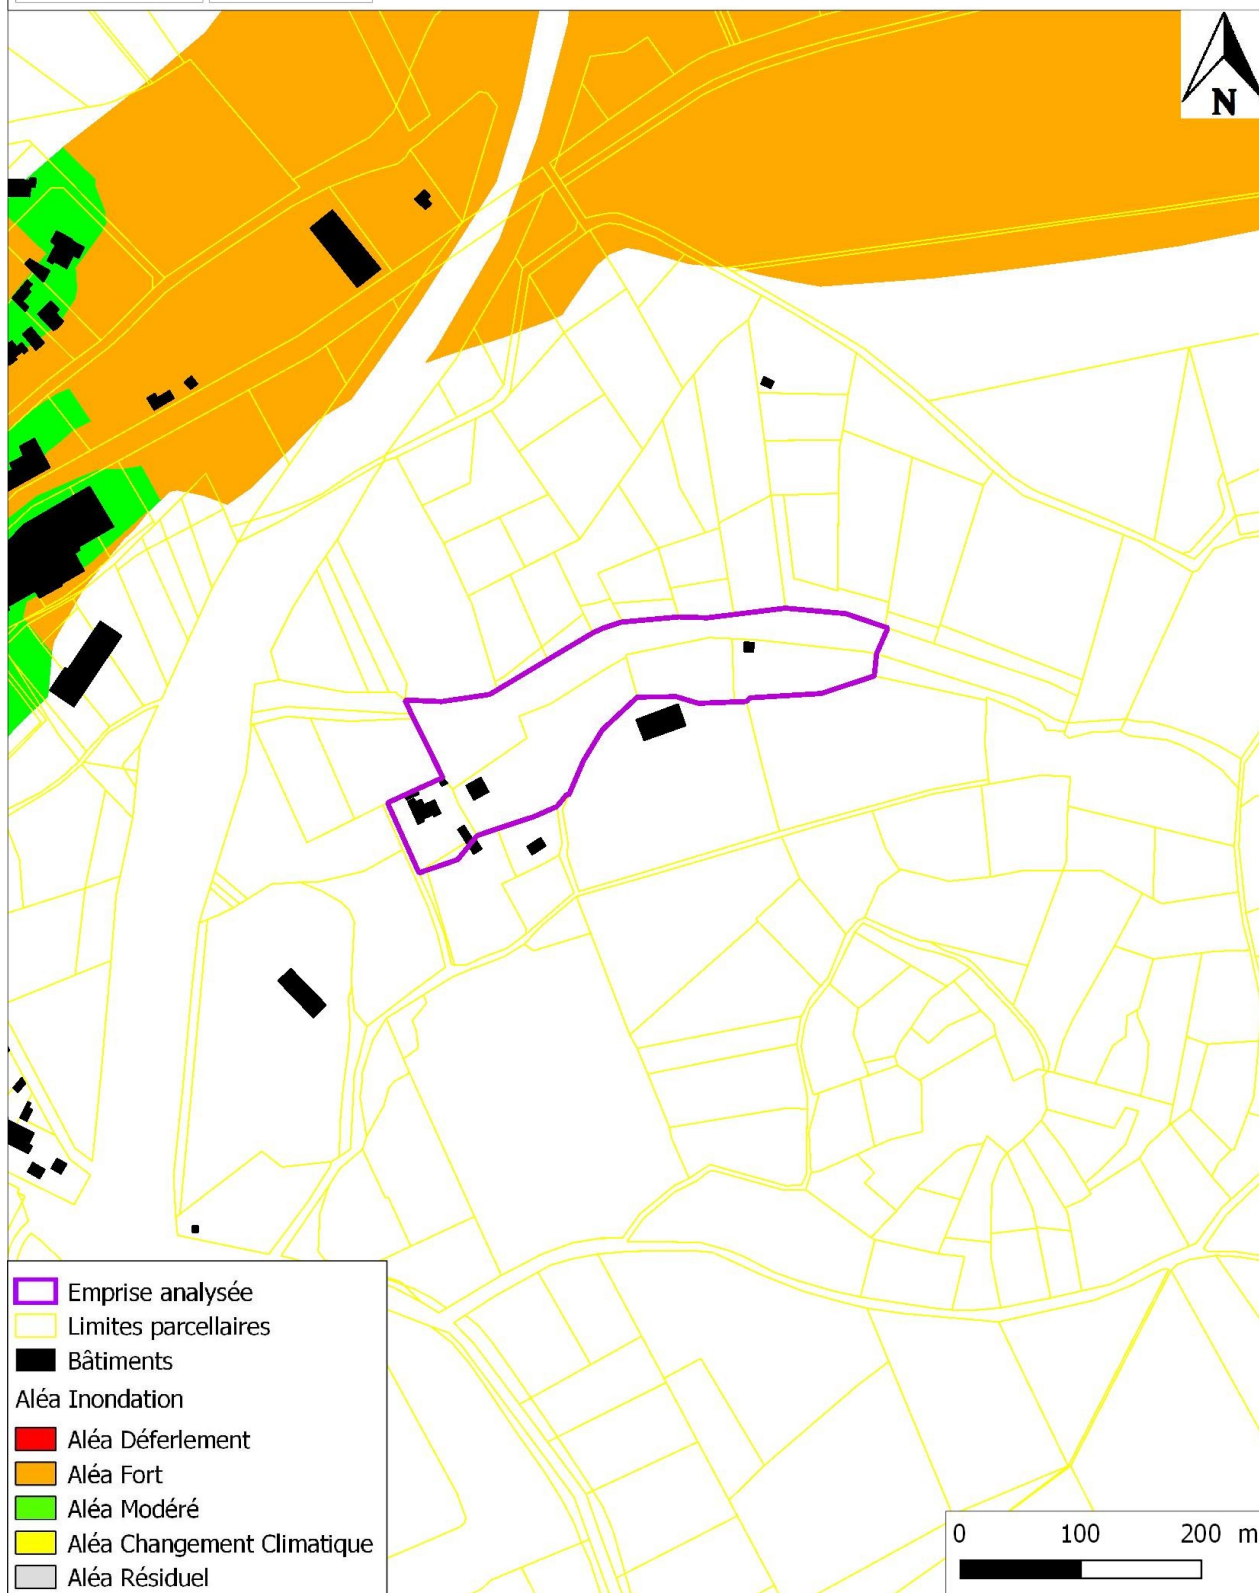 N
Emprise analysée
Limites parcellaires
Bâtiments
Aléa Inondation
Aléa Déferlement
Aléa Fort
Aléa Modéré
Aléa Changement Climatique
Aléa Résiduel
0 100 200 m